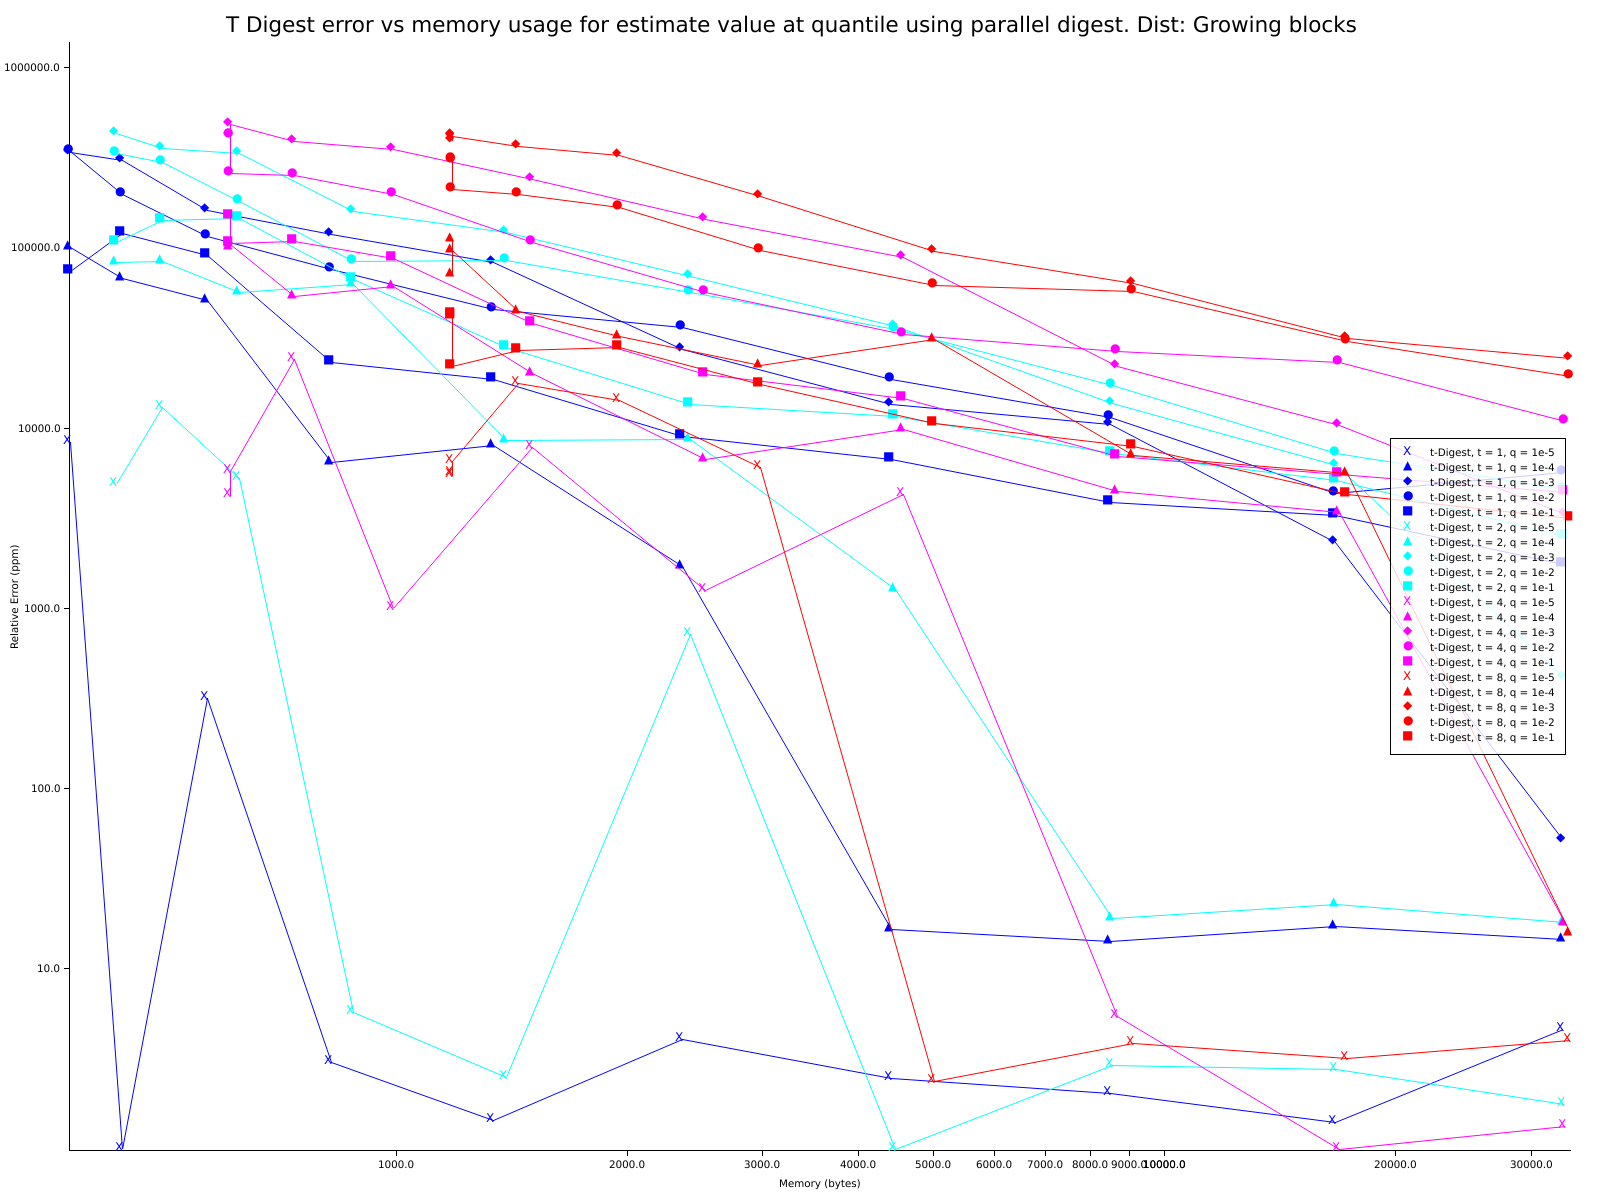 T Digest error vs memory usage for estimate value at quantile using parallel digest. Dist: Growing blocks
1000000.0
100000.0
10000.0
1000.0
100.0
10.0
Relative Error (ppm)
t-Digest, t = 1, q = 1e-5
t-Digest, t = 1, q = 1e-4
t-Digest, t = 1, q = 1e-3
t-Digest, t = 1, q = 1e-2
t-Digest, t = 1, q = 1e-1
t-Digest, t = 2, q = 1e-5
t-Digest, t = 2, q = 1e-4
t-Digest, t = 2, q = 1e-3
t-Digest, t = 2, q = 1e-2
t-Digest, t = 2, q = 1e-1
t-Digest, t = 4, q = 1e-5
t-Digest, t = 4, q = 1e-4
t-Digest, t = 4, q = 1e-3
t-Digest, t = 4, q = 1e-2
t-Digest, t = 4, q = 1e-1
t-Digest, t = 8, q = 1e-5
t-Digest, t = 8, q = 1e-4
t-Digest, t = 8, q = 1e-3
t-Digest, t = 8, q = 1e-2
t-Digest, t = 8, q = 1e-1
1000.0 2000.0 3000.0 4000.0 5000.0 6000.0 7000.0 8000.0 9000.0 10000.0 20000.0 30000.0
Memory (bytes)